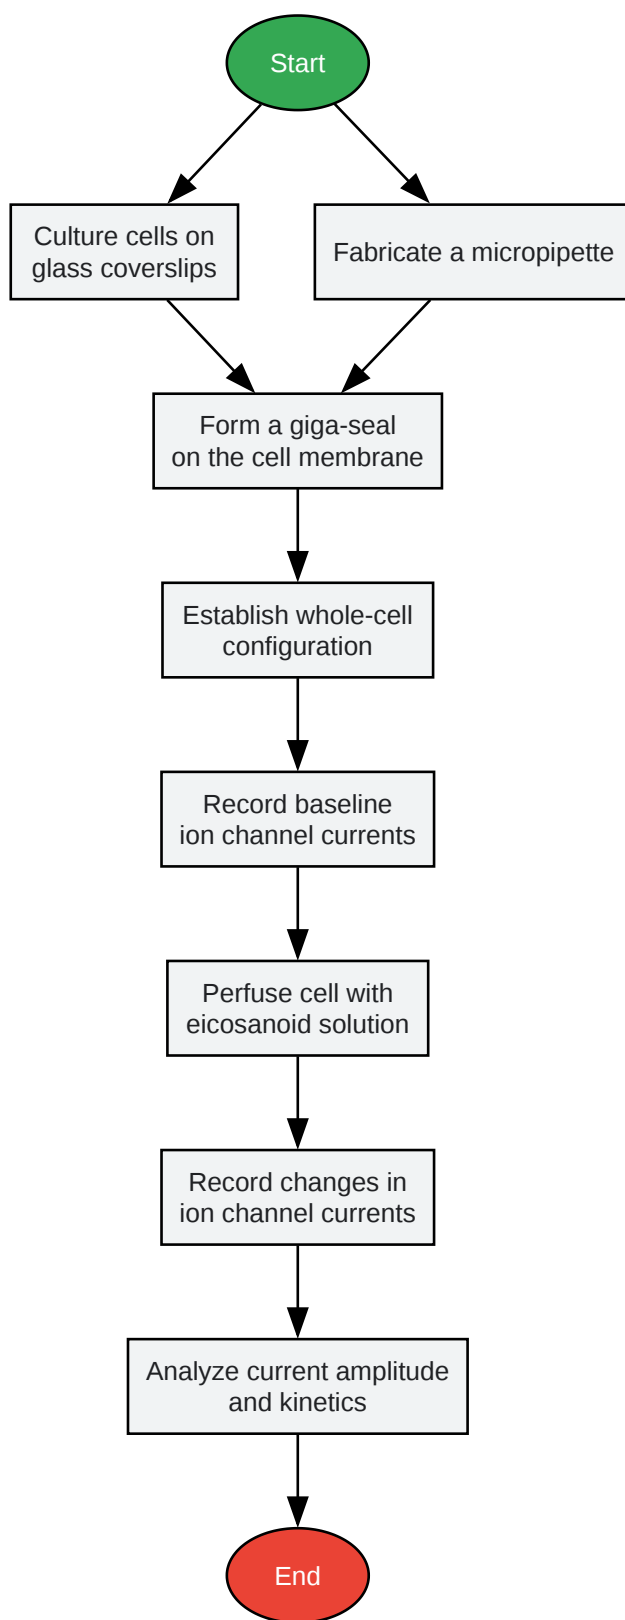 Start
Culture cells on
glass coverslips
Fabricate a micropipette
Form a giga-seal
on the cell membrane
Establish whole-cell
configuration
Record baseline
ion channel currents
Perfuse cell with
eicosanoid solution
Record changes in
ion channel currents
Analyze current amplitude
and kinetics
End